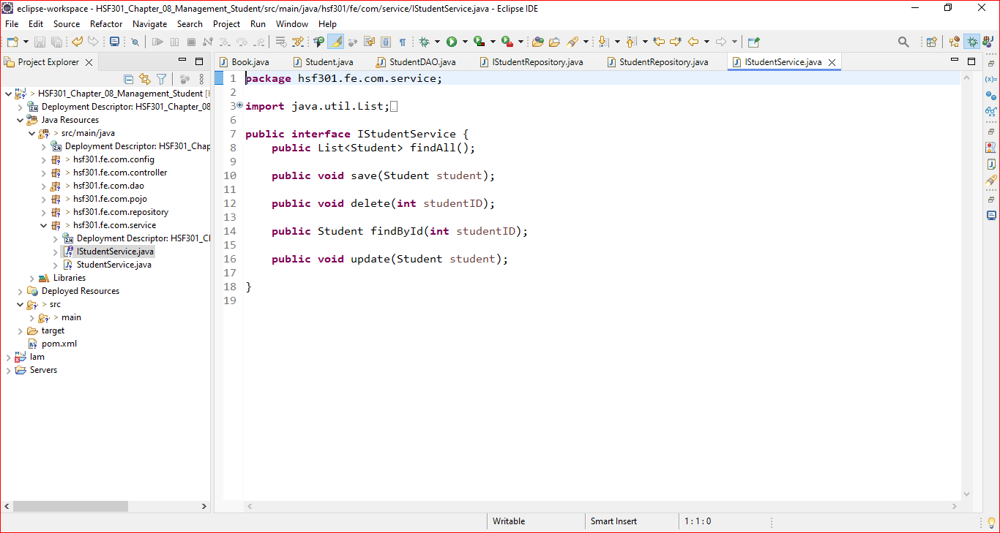 eclipse-workspace - HSF301_Chapter_08_Management_Student/src/main/java/hsf301/fe/com/service/IStudentService.java - Eclipse IDE
File Edit Source Refactor Navigate Search Project Run Window Help
Project Explorer
Book.java Student.java StudentDAO.java IStudentRepository.java StudentRepository.java IStudentService.java
> HSF301_Chapter_08_Management_Student [
Deployment Descriptor: HSF301_Chapter_08
Java Resources
> src/main/java
Deployment Descriptor: HSF301_Chap
> hsf301.fe.com.config
> hsf301.fe.com.controller
> hsf301.fe.com.dao
> hsf301.fe.com.pojo
> hsf301.fe.com.repository
> hsf301.fe.com.service
Deployment Descriptor: HSF301_Cl
IStudentService.java
StudentService.java
Libraries
Deployed Resources
> src
> main
target
pom.xml
Servers
1 package hsf301.fe.com.service;
2
3 import java.util.List;
6
7 public interface IStudentService {
8 public List<Student> findAll();
9
10 public void save(Student student);
11
12 public void delete(int studentID);
13
14 public Student findById(int studentID);
15
16 public void update(Student student);
17
18 }
19
Writable Smart Insert 1 : 1 : 0